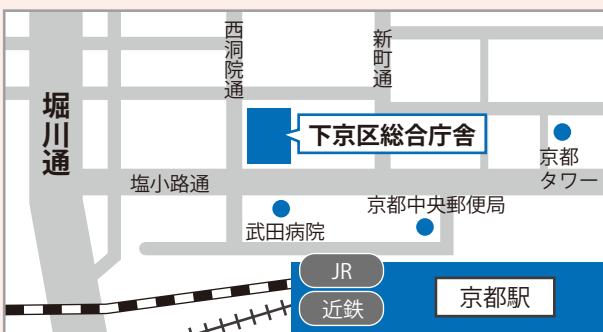 西洞院通
新町通
堀川通
下京区総合庁舎
京都
タワー
塩小路通
京都中央郵便局
武田病院
JR
近鉄
京都駅